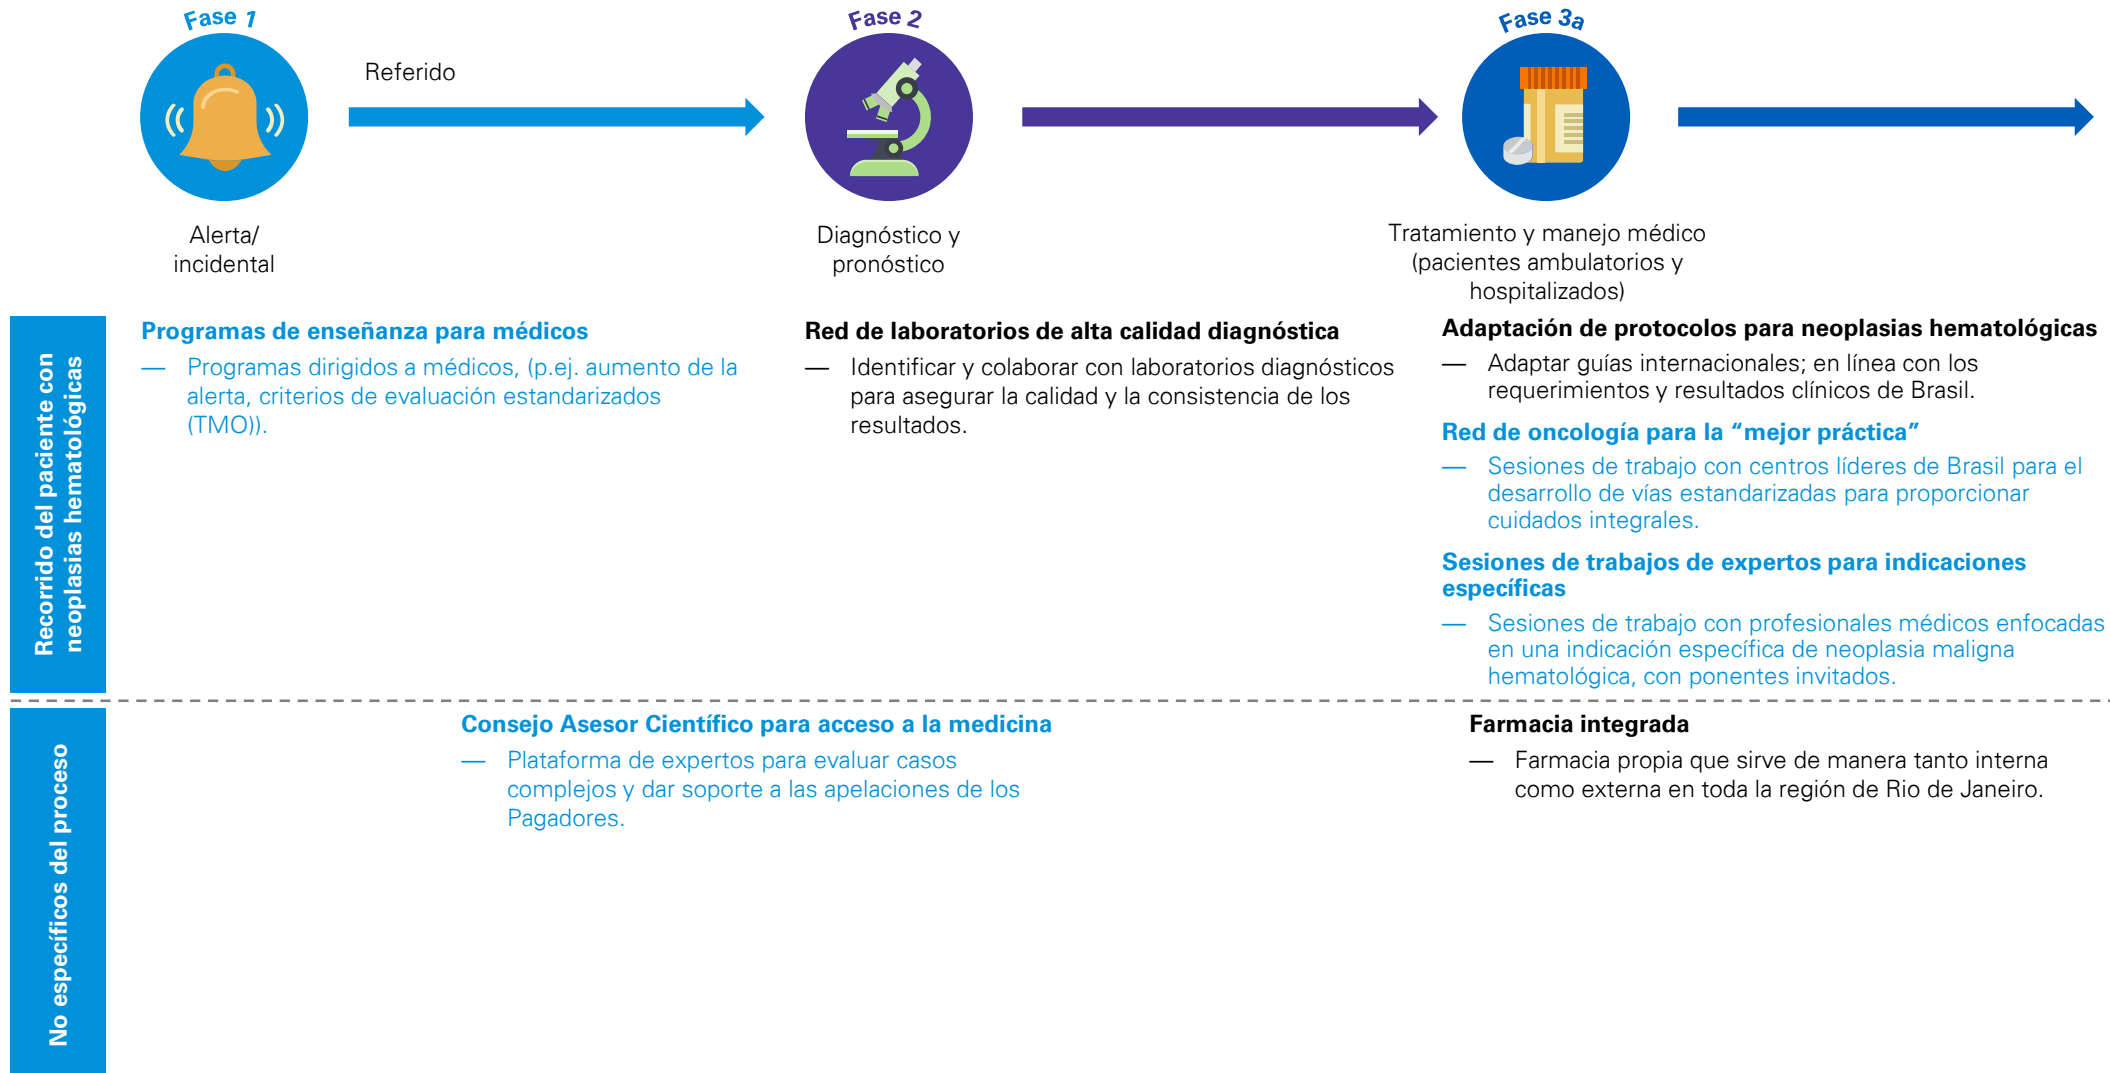 Fase 1
Referido
Alerta/
incidental
Fase 2
Diagnóstico y
pronóstico
Fase 3a
Tratamiento y manejo médico
(pacientes ambulatorios y
hospitalizados)
Recorrido del paciente con
neoplasias hematológicas
Programas de enseñanza para médicos
— Programas dirigidos a médicos, (p.ej. aumento de la
alerta, criterios de evaluación estandarizados
(TMO)).
Red de laboratorios de alta calidad diagnóstica
— Identificar y colaborar con laboratorios diagnósticos
para asegurar la calidad y la consistencia de los
resultados.
Adaptación de protocolos para neoplasias hematológicas
— Adaptar guías internacionales; en línea con los
requerimientos y resultados clínicos de Brasil.
Red de oncología para la “mejor práctica”
— Sesiones de trabajo con centros líderes de Brasil para el
desarrollo de vías estandarizadas para proporcionar
cuidados integrales.
Sesiones de trabajos de expertos para indicaciones
específicas
— Sesiones de trabajo con profesionales médicos enfocadas
en una indicación específica de neoplasia maligna
hematológica, con ponentes invitados.
No específicos del proceso
Consejo Asesor Científico para acceso a la medicina
— Plataforma de expertos para evaluar casos
complejos y dar soporte a las apelaciones de los
Pagadores.
Farmacia integrada
— Farmacia propia que sirve de manera tanto interna
como externa en toda la región de Rio de Janeiro.